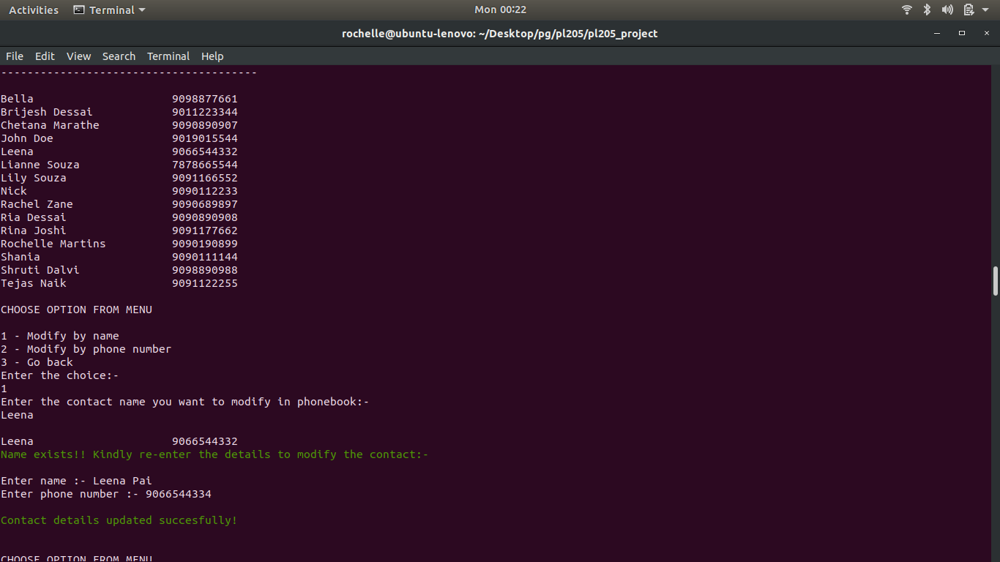 Activities Terminal Mon 00:22
rochelle@ubuntu-lenovo: ~/Desktop/pg/pl205/pl205_project
File Edit View Search Terminal Help
---------------------------------------
Bella 9098877661
Brijesh Dessai 9011223344
Chetana Marathe 9090890907
John Doe 9019015544
Leena 9066544332
Lianne Souza 7878665544
Lily Souza 9091166552
Nick 9090112233
Rachel Zane 9090689897
Ria Dessai 9090890908
Rina Joshi 9091177662
Rochelle Martins 9090190899
Shania 9090111144
Shruti Dalvi 9098890988
Tejas Naik 9091122255
CHOOSE OPTION FROM MENU
1 - Modify by name
2 - Modify by phone number
3 - Go back
Enter the choice:-
1
Enter the contact name you want to modify in phonebook:-
Leena
Leena 9066544332
Name exists!! Kindly re-enter the details to modify the contact:-
Enter name :- Leena Pai
Enter phone number :- 9066544334
Contact details updated succesfully!
CHOOSE OPTION FROM MENU